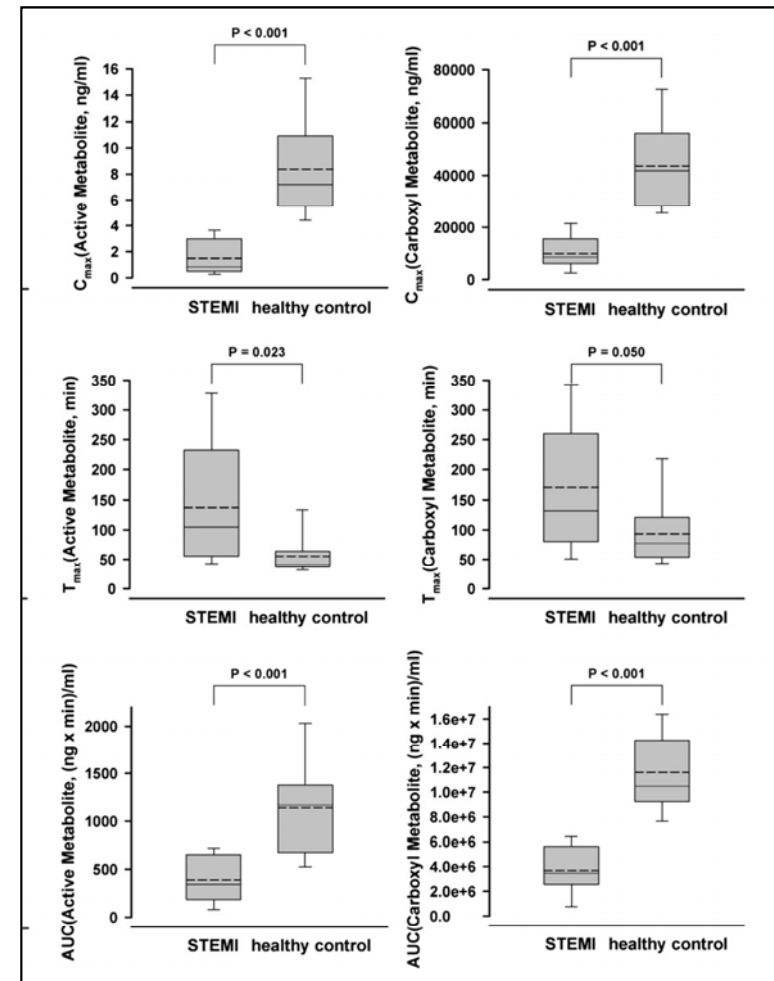 P < 0.001
C max (Active Metabolite, ng/ml)
16
14
12
10
8
6
4
2
0
STEMI healthy control
P < 0.001
C max (Carboxyl Metabolite, ng/ml)
80000
60000
40000
20000
0
STEMI healthy control
P = 0.023
T max (Active Metabolite, min)
350
300
250
200
150
100
50
0
STEMI healthy control
P = 0.050
T max (Carboxyl Metabolite, min)
350
300
250
200
150
100
50
0
STEMI healthy control
P < 0.001
AUC(Active Metabolite, (ng x min)/ml)
2000
1500
1000
500
0
STEMI healthy control
P < 0.001
AUC(Carboxyl Metabolite, (ng x min)/ml)
1.6e+7
1.4e+7
1.2e+7
1.0e+7
8.0e+6
6.0e+6
4.0e+6
2.0e+6
0.0
STEMI healthy control